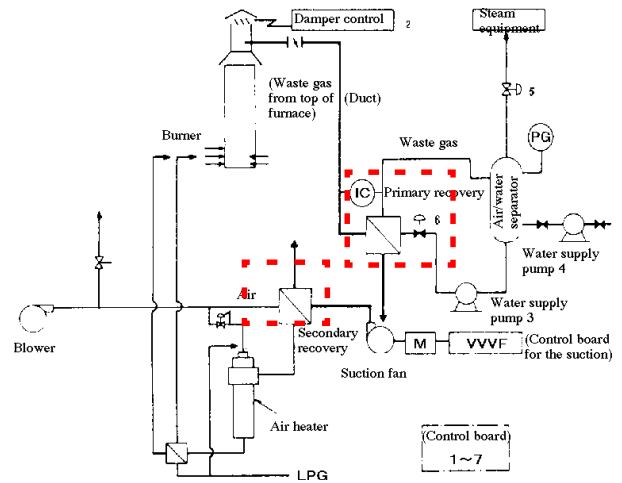 Damper control
2
Steam
equipment
(Waste gas
from top of
furnace)
(Duct)
5
PG
Burner
Waste gas
IC
Primary recovery
Air/water
separator
6
Water supply
pump 4
Air
Water supply
pump 3
Blower
Secondary
recovery
M
VVVF
(Control board
for the suction)
Suction fan
Air heater
(Control board)
1~7
LPG